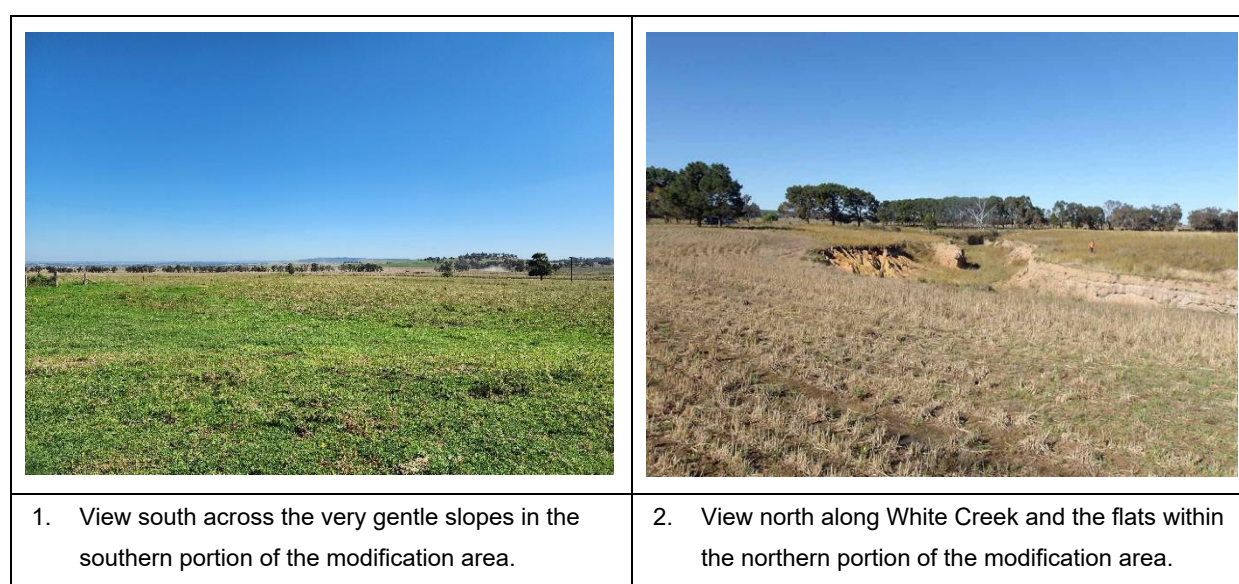 1. View south across the very gentle slopes in the
southern portion of the modification area.
2. View north along White Creek and the flats within
the northern portion of the modification area.